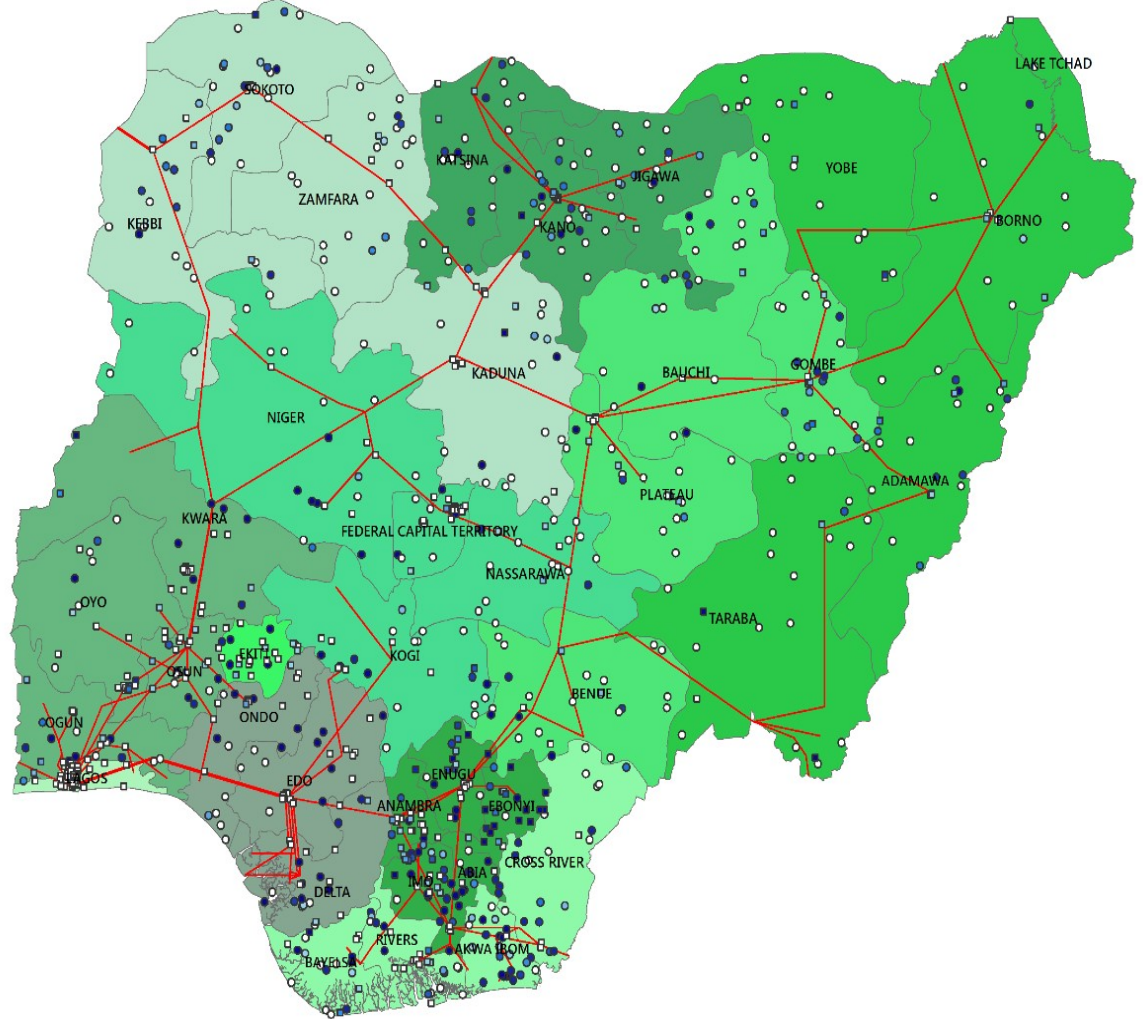 LAKE TCHAD
SOKOTO
KATSINA
JIGAWA
YOBE
ZAMFARA
KEBBI
KANO
BORNO
GOMBE
BAUCHI
KADUNA
NIGER
ADAMAWA
PLATEAU
KWARA
FEDERAL CAPITAL TERRITORY
NASSARAWA
OYO
TARABA
EKITI
KOGI
OSUN
BENUE
ONDO
OGUN
ENUGU
LAGOS
EDO
ANAMBRA
EBONYI
CROSS RIVER
ABIA
IMO
DELTA
RIVERS
AKWA IBOM
BAYELSA